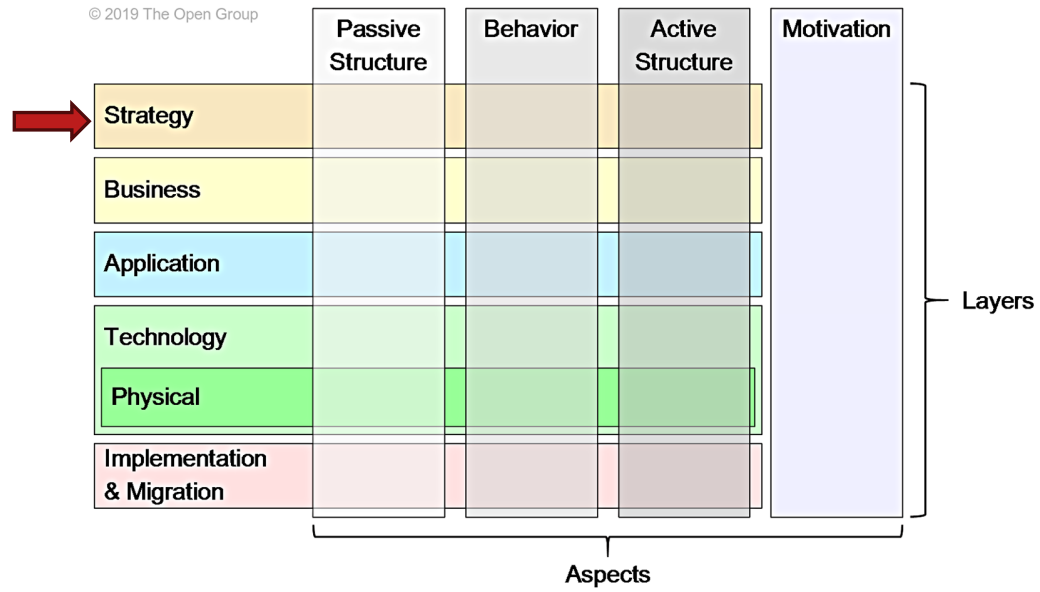 © 2019 The Open Group
Passive
Structure
Behavior
Active
Structure
Motivation
Strategy
Business
Application
Technology
Physical
Implementation
& Migration
Layers
Aspects